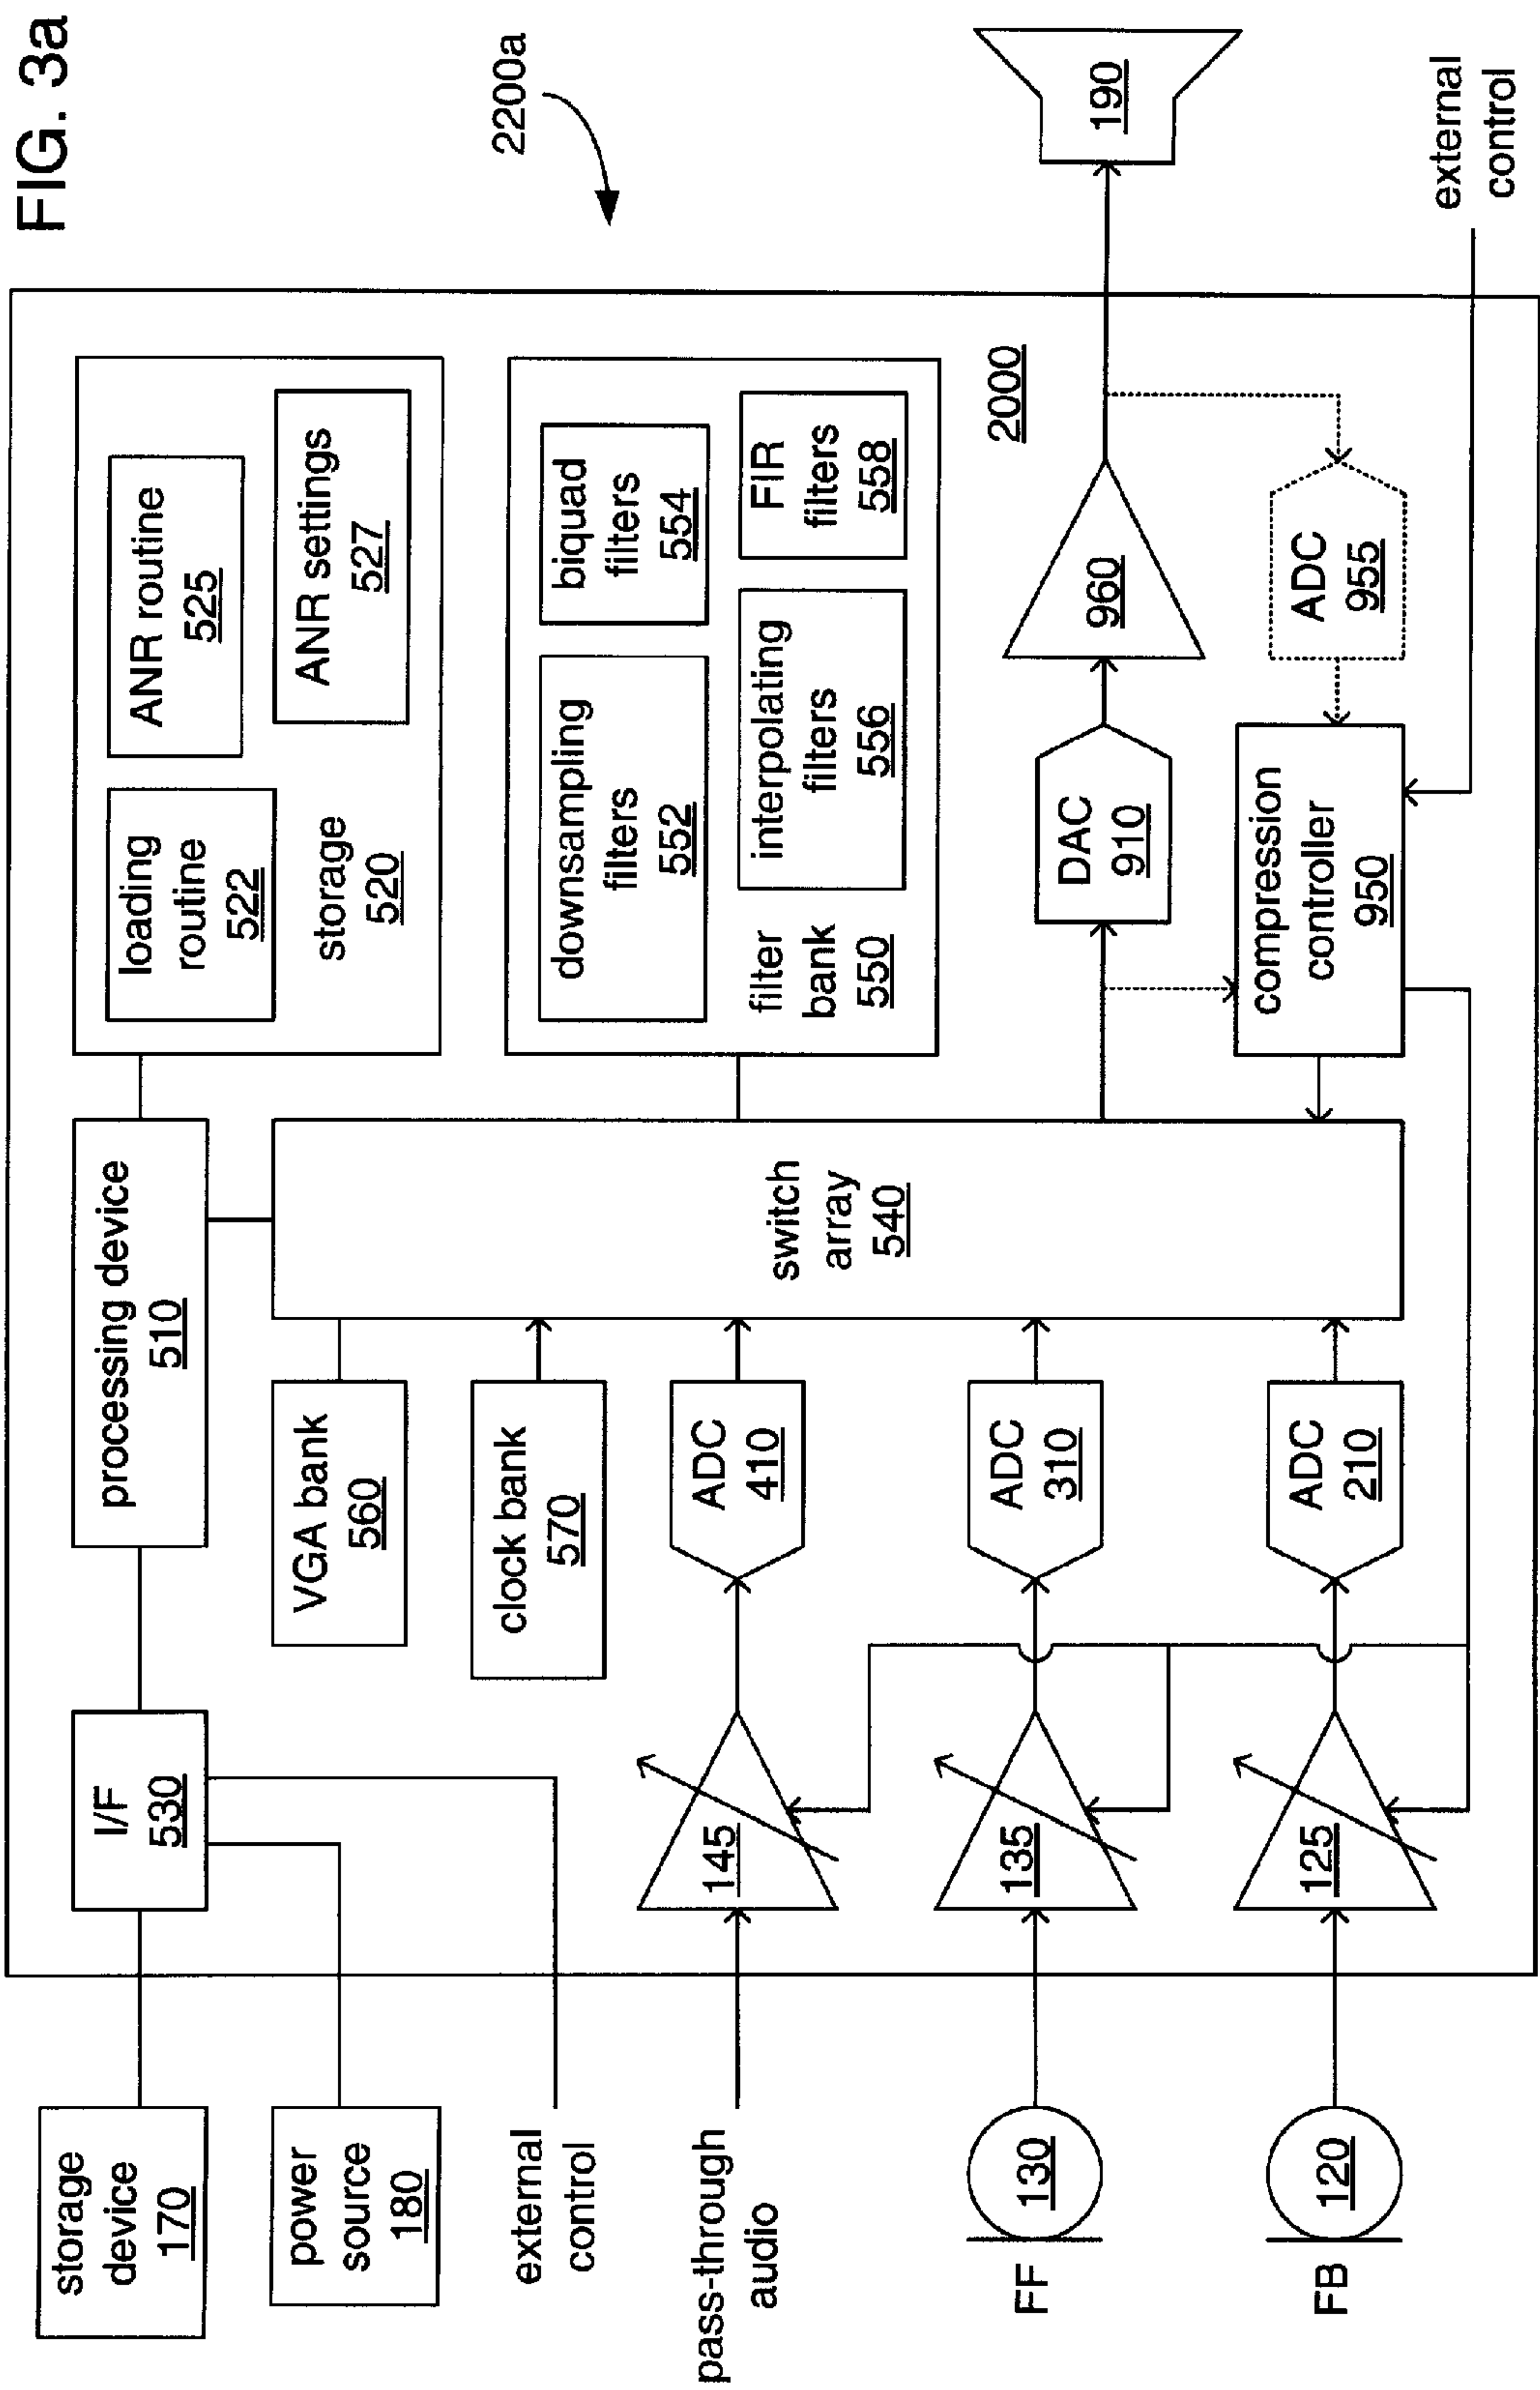 FIG. 3a
2200a
storage
device
170
power
source
180
external
control
pass-through
audio
FF
130
FB
120
I/F
530
processing device
510
loading
routine
522
ANR routine
525
ANR settings
527
storage
520
VGA bank
560
clock bank
570
switch
array
540
downsampling
filters
552
biquad
filters
554
interpolating
filters
556
FIR
filters
558
filter
bank
550
145
ADC
410
135
ADC
310
125
ADC
210
2000
DAC
910
960
190
compression
controller
950
ADC
955
external
control